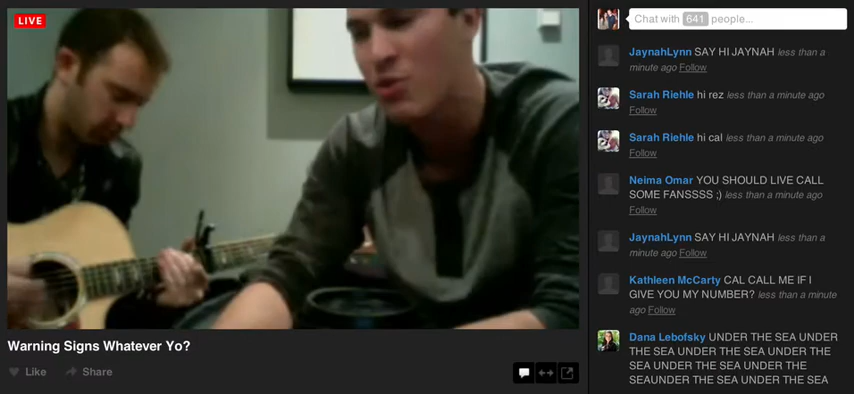 LIVE
Chat with 641 people...
JaynahLynn SAY HI JAYNAH less than a
minute ago Follow
Sarah Riehle hi rez less than a minute ago
Follow
Sarah Riehle hi cal less than a minute ago
Follow
Neima Omar YOU SHOULD LIVE CALL
SOME FANSSSS ;) less than a minute ago
Follow
JaynahLynn SAY HI JAYNAH less than a
minute ago Follow
Kathleen McCarty CAL CALL ME IF I
GIVE YOU MY NUMBER? less than a minute
ago Follow
Dana Lebofsky UNDER THE SEA UNDER
THE SEA UNDER THE SEA UNDER THE
SEA UNDER THE SEA UNDER THE
SEAUNDER THE SEA UNDER THE SEA
Warning Signs Whatever Yo?
Like Share